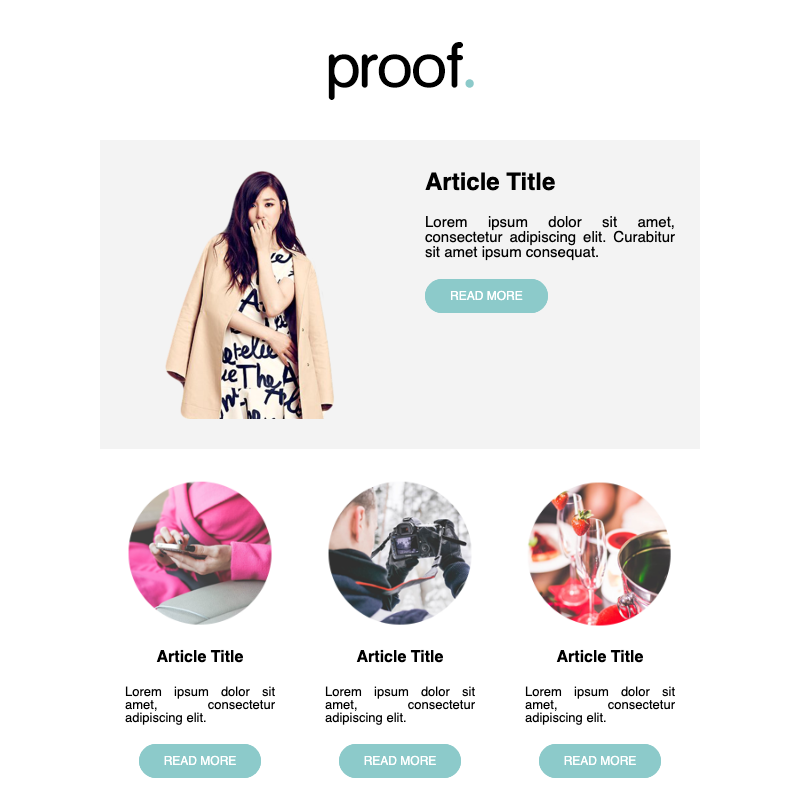 proof.
Article Title
Lorem ipsum dolor sit amet,
consectetur adipiscing elit. Curabitur
sit amet ipsum consequat.
READ MORE
Article Title
Lorem ipsum dolor sit
amet, consectetur
adipiscing elit.
READ MORE
Article Title
Lorem ipsum dolor sit
amet, consectetur
adipiscing elit.
READ MORE
Article Title
Lorem ipsum dolor sit
amet, consectetur
adipiscing elit.
READ MORE